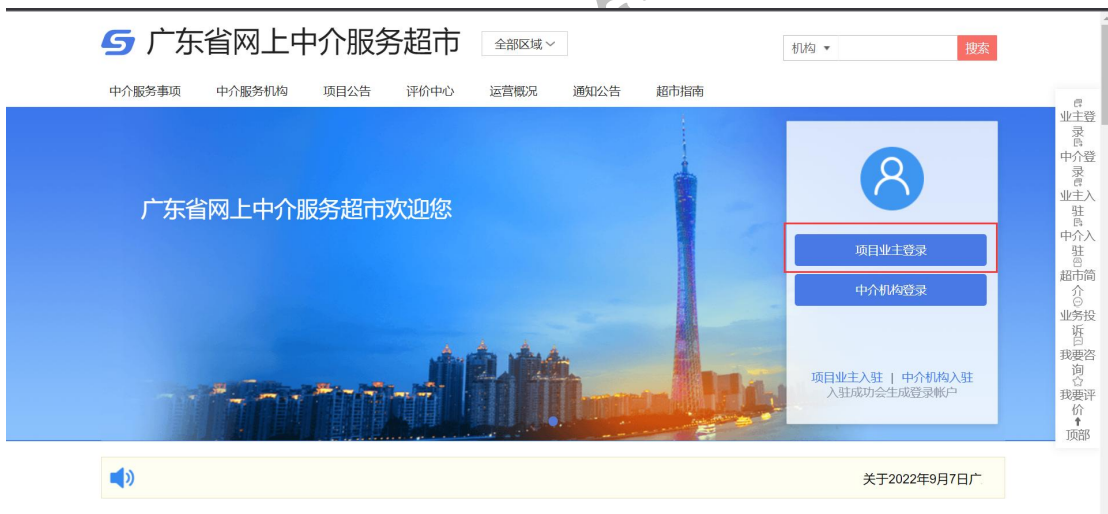 广东省网上中介服务超市
全部区域
机构
搜索
中介服务事项 中介服务机构 项目公告 评价中心 运营概况 通知公告 超市指南
广东省网上中介服务超市欢迎您
项目业主登录
中介机构登录
项目业主入驻 | 中介机构入驻
入驻成功会生成登录帐户
业主登
录
中介登
录
业主入
驻
中介入
驻
超市简
介
业务投
诉
我要咨
询
我要评
价
顶部
关于2022年9月7日广